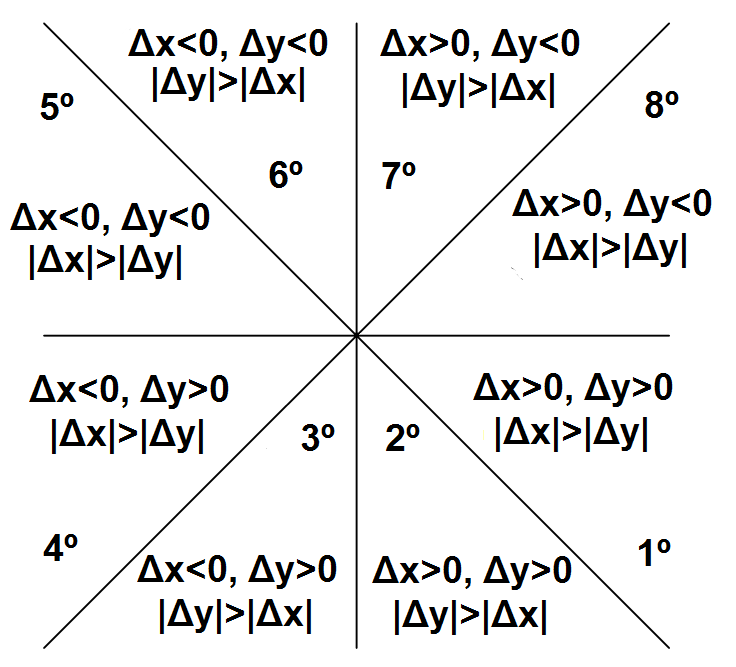 Δx<0, Δy<0
|Δy|>|Δx|
Δx>0, Δy<0
|Δy|>|Δx|
5º
8º
6º
7º
Δx<0, Δy<0
|Δx|>|Δy|
Δx>0, Δy<0
|Δx|>|Δy|
Δx<0, Δy>0
|Δx|>|Δy|
Δx>0, Δy>0
|Δx|>|Δy|
3º
2º
4º
1º
Δx<0, Δy>0
|Δy|>|Δx|
Δx>0, Δy>0
|Δy|>|Δx|